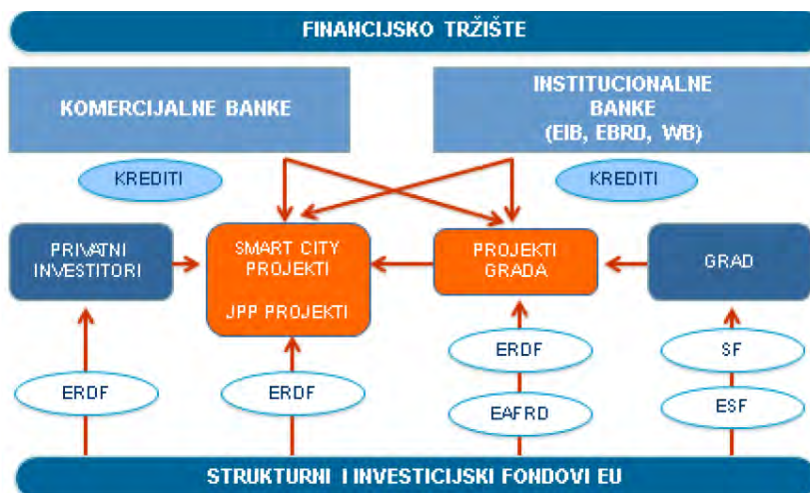 FINANCIJSKO TRŽIŠTE
KOMERCIJALNE BANKE
INSTITUCIONALNE
BANKE
(EIB, EBRD, WB)
KREDITI
KREDITI
PRIVATNI
INVESTITORI
SMART CITY
PROJEKTI
JPP PROJEKTI
PROJEKTI
GRADA
GRAD
ERDF
ERDF
ERDF
EAFRD
SF
ESF
STRUKTURNI I INVESTICIJSKI FONDOVI EU